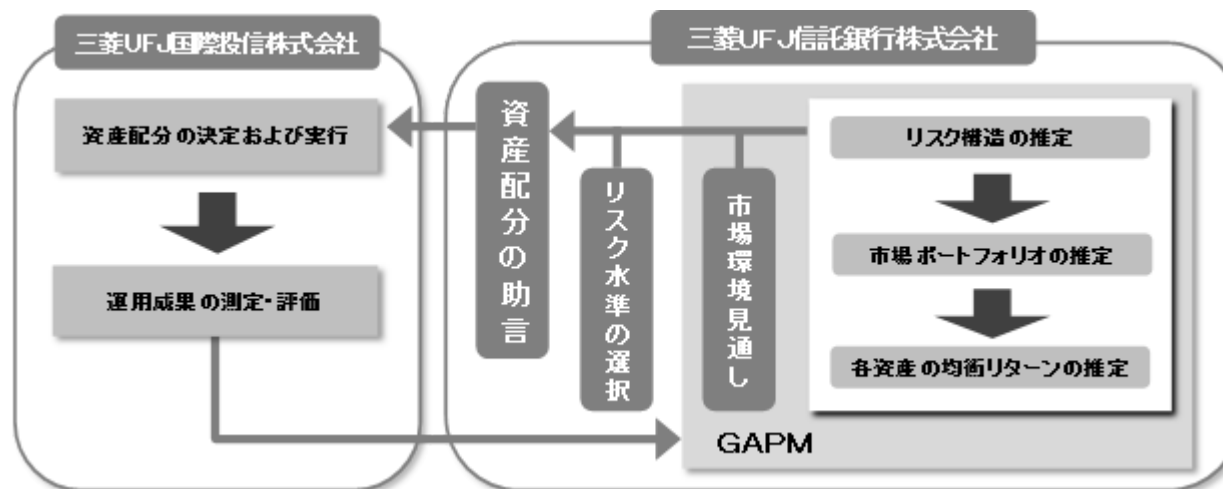 三菱UFJ国際投信株式会社
資産配分の決定および実行
運用成果の測定・評価
三菱UFJ信託銀行株式会社
資産配分の助言
リスク水準の選択
市場環境見通し
リスク構造の推定
市場ポートフォリオの推定
各資産の均衡リターンの推定
GAPM